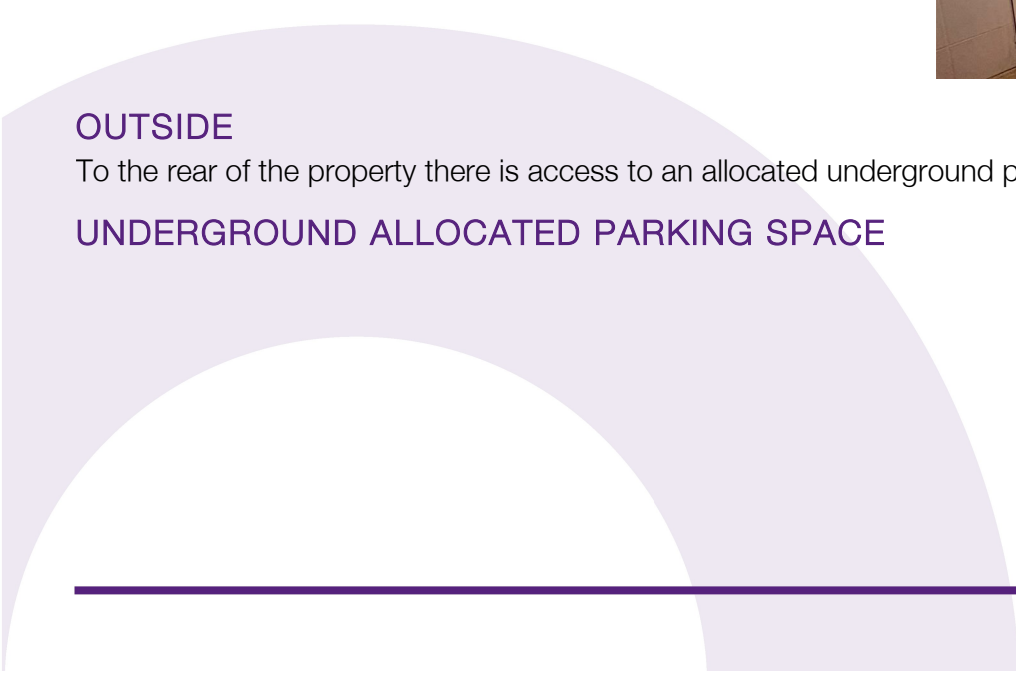 OUTSIDE
To the rear of the property there is access to an allocated underground
UNDERGROUND ALLOCATED PARKING SPACE